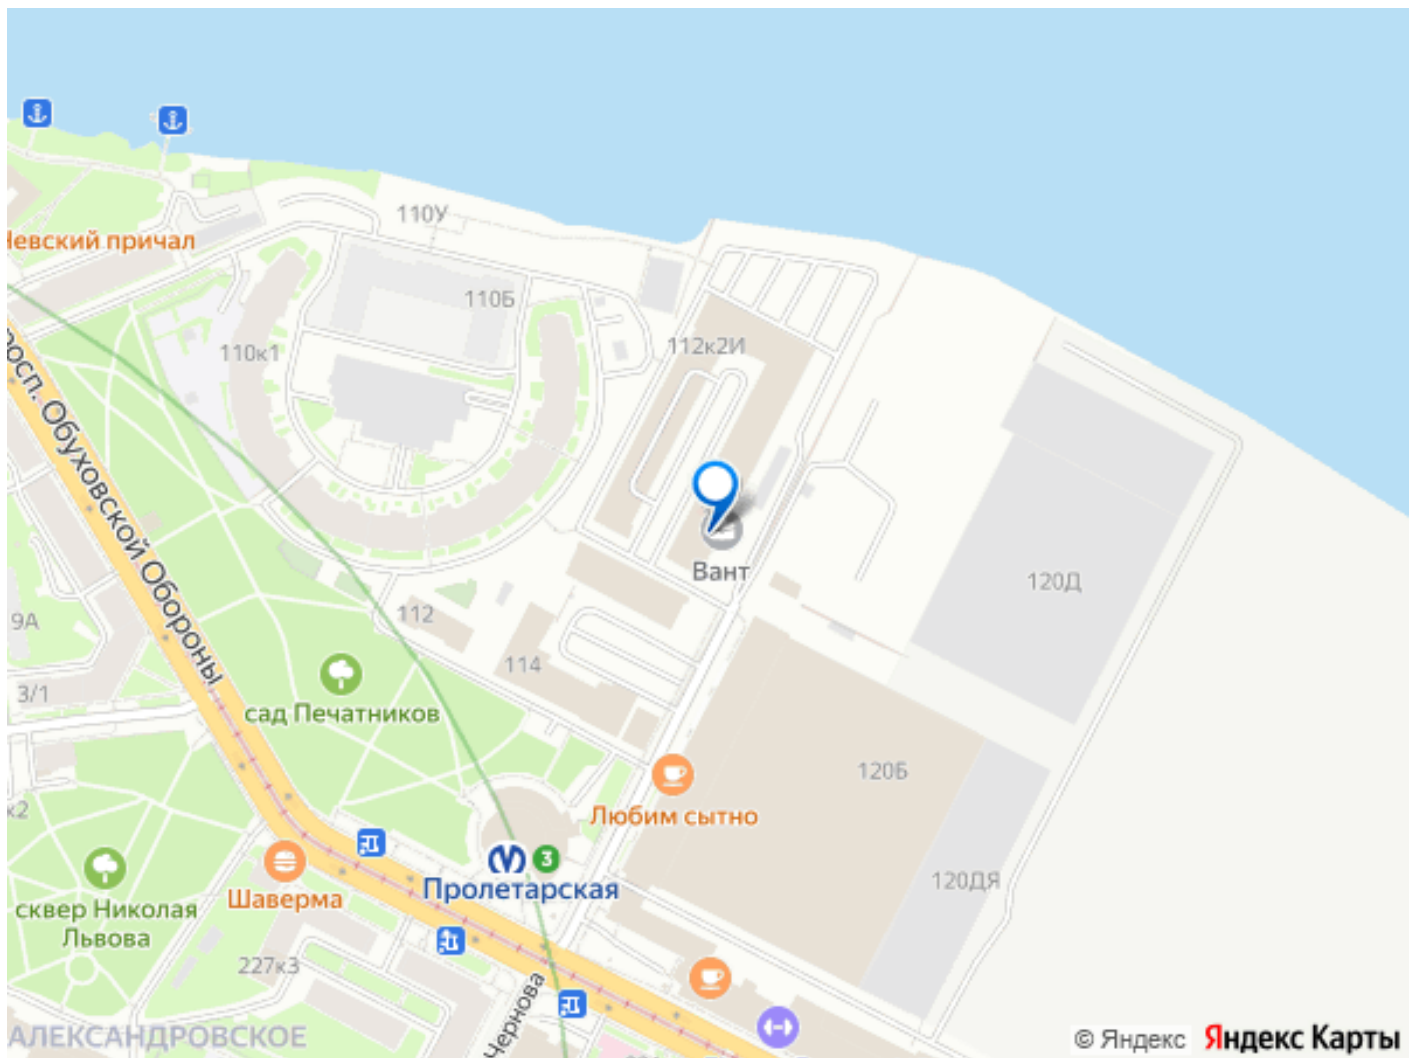 110У
Невский причал
110Б
110к1
112к2И
просп. Обуховской Обороны
Вант
120Д
112
9А
114
3/1
сад Печатников
120Б
Любим сытно
к2
3
Пролетарская
120ДЯ
Шаверма
сквер Николая
Львова
227к3
Чернова
АЛЕКСАНДРОВСКОЕ
© Яндекс Яндекс Карты